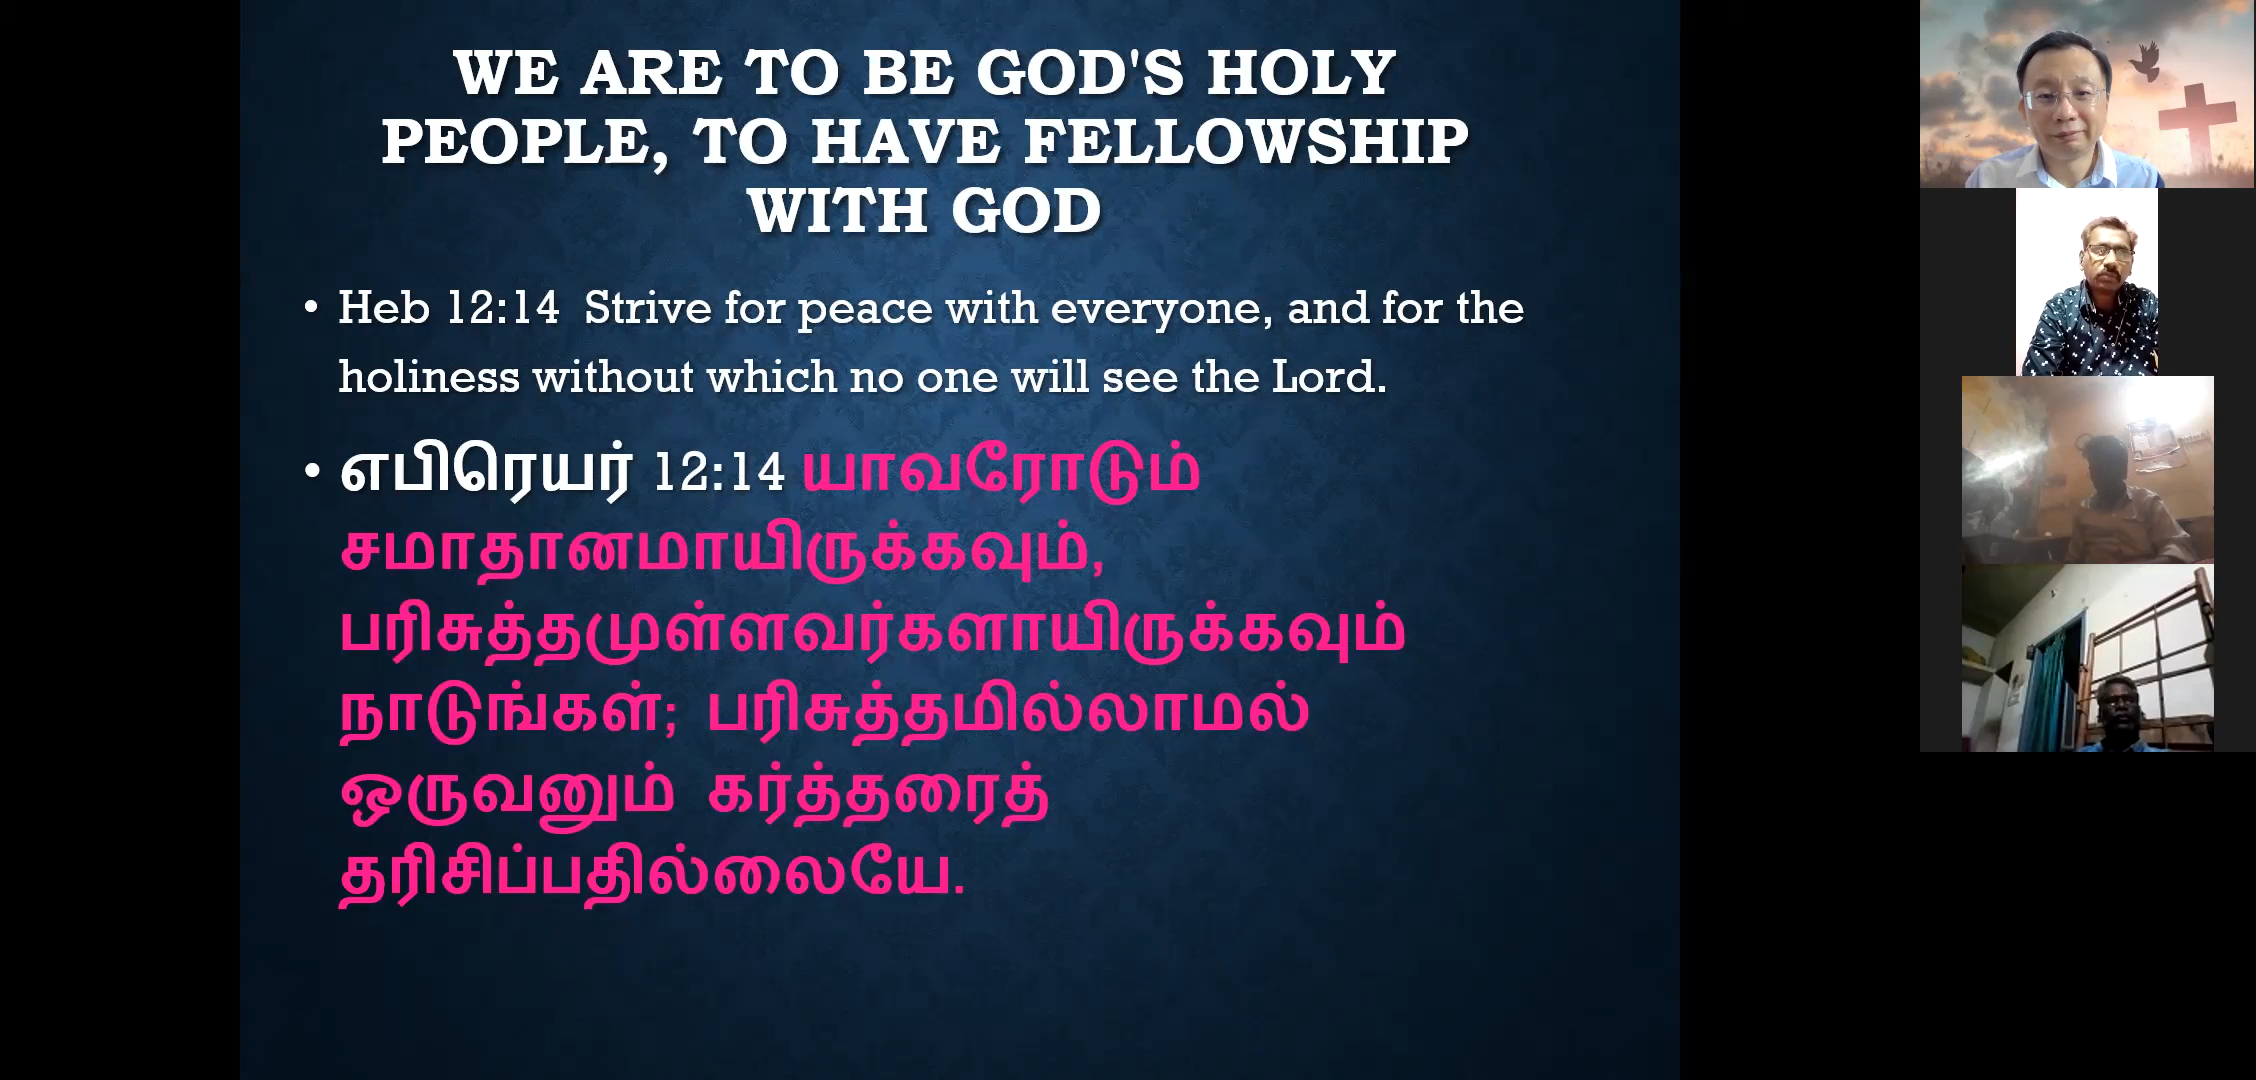 WE ARE TO BE GOD'S HOLY
PEOPLE, TO HAVE FELLOWSHIP
WITH GOD
• Heb 12:14 Strive for peace with everyone, and for the
holiness without which no one will see the Lord.
• எபிரெயர் 12:14 யாவரோடும்
சமாதானமாயிருக்கவும்,
பரிசுத்தமுள்ளவர்களாயிருக்கவும்
நாடுங்கள்; பரிசுத்தமில்லாமல்
ஒருவனும் கர்த்தரைத்
தரிசிப்பதில்லையே.